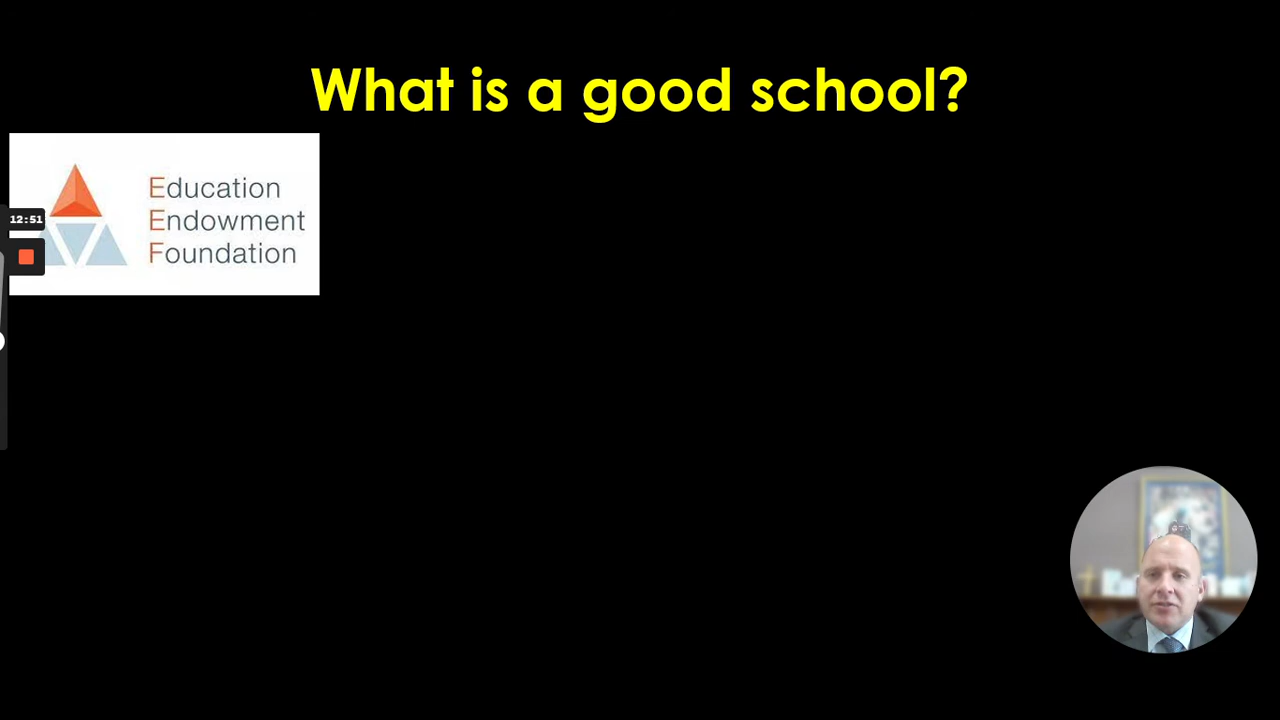 What is a good school?
Education
Endowment
Foundation
12:51